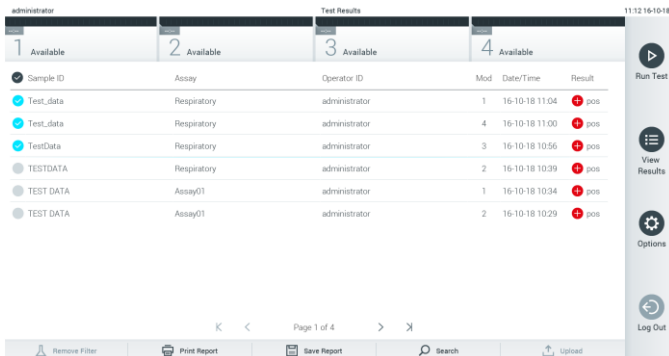 administrator Test Results 11:12 16-10-18
1 Available 2 Available 3 Available 4 Available
Run Test
Sample ID Assay Operator ID Mod Date/Time Result
Test_data Respiratory administrator 1 16-10-18 11:04 pos
Test_data Respiratory administrator 4 16-10-18 11:00 pos
TestData Respiratory administrator 3 16-10-18 10:56 pos
TESTDATA Respiratory administrator 2 16-10-18 10:39 pos
TEST DATA Assay01 administrator 1 16-10-18 10:34 pos
TEST DATA Assay01 administrator 2 16-10-18 10:29 pos
View
Results
Options
Page 1 of 4
Log Out
Remove Filter Print Report Save Report Search Upload